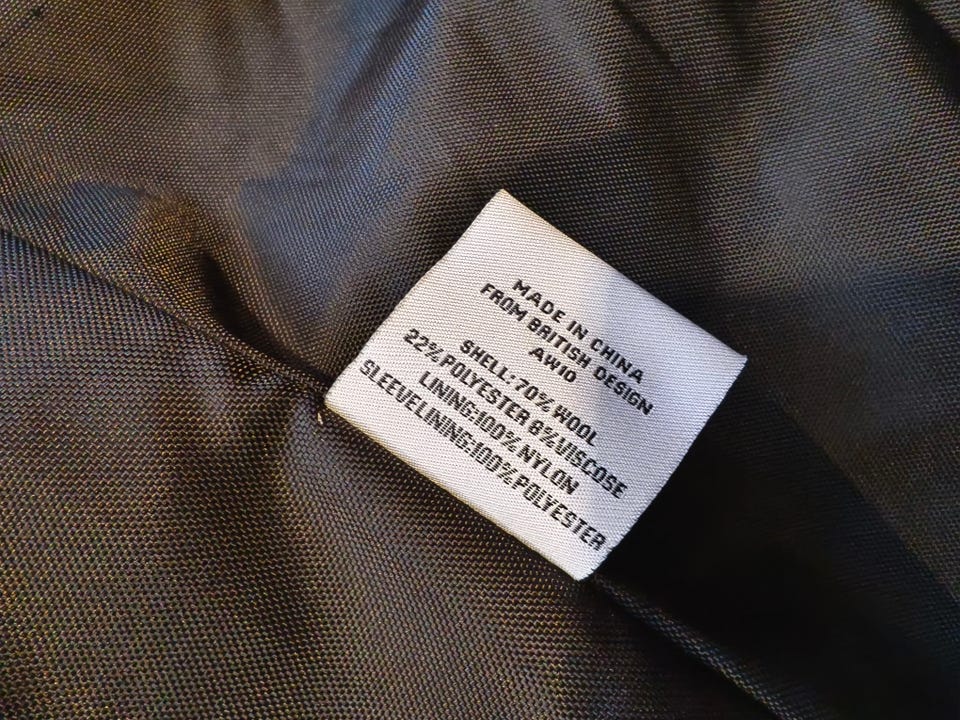 MADE IN CHINA
FROM BRITISH DESIGN
AW10
SHELL: 70% WOOL
22% POLYESTER 8% VISCOSE
LINING:100% NYLON
SLEEVELINING:100% POLYESTER